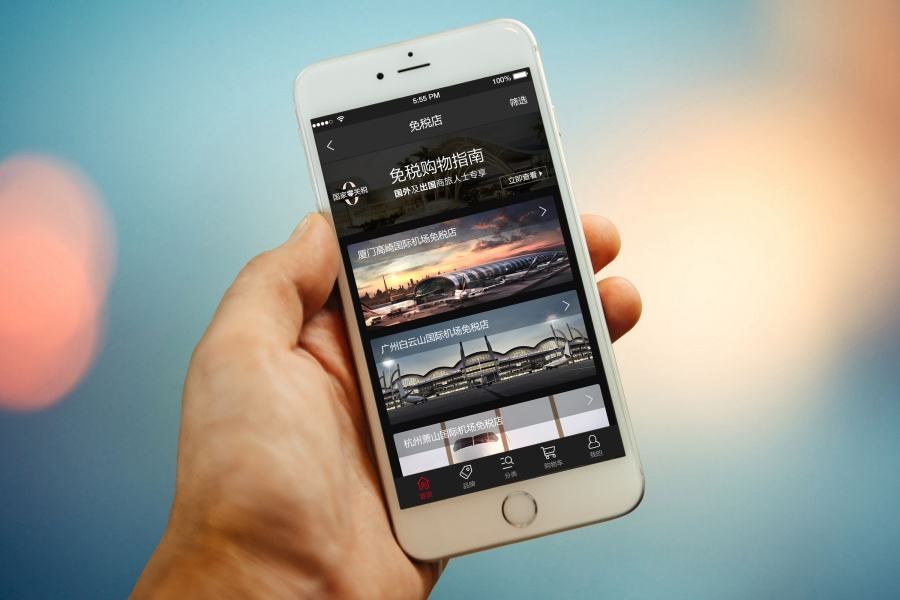 5:55 PM
100%
免税店
筛选
免税购物指南
国外及出国商旅人士专享
国家零关税
0
立即查看
厦门高崎国际机场免税店
广州白云山国际机场免税店
杭州萧山国际机场免税店
首页
品牌
分类
购物车
我的